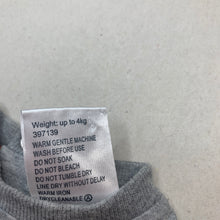 Weight: up to 4kg
397139
WARM GENTLE MACHINE
WASH BEFORE USE
DO NOT SOAK
DO NOT BLEACH
DO NOT TUMBLE DRY
LINE DRY WITHOUT DELAY
WARM IRON
DRYCLEANABLE Ⓐ